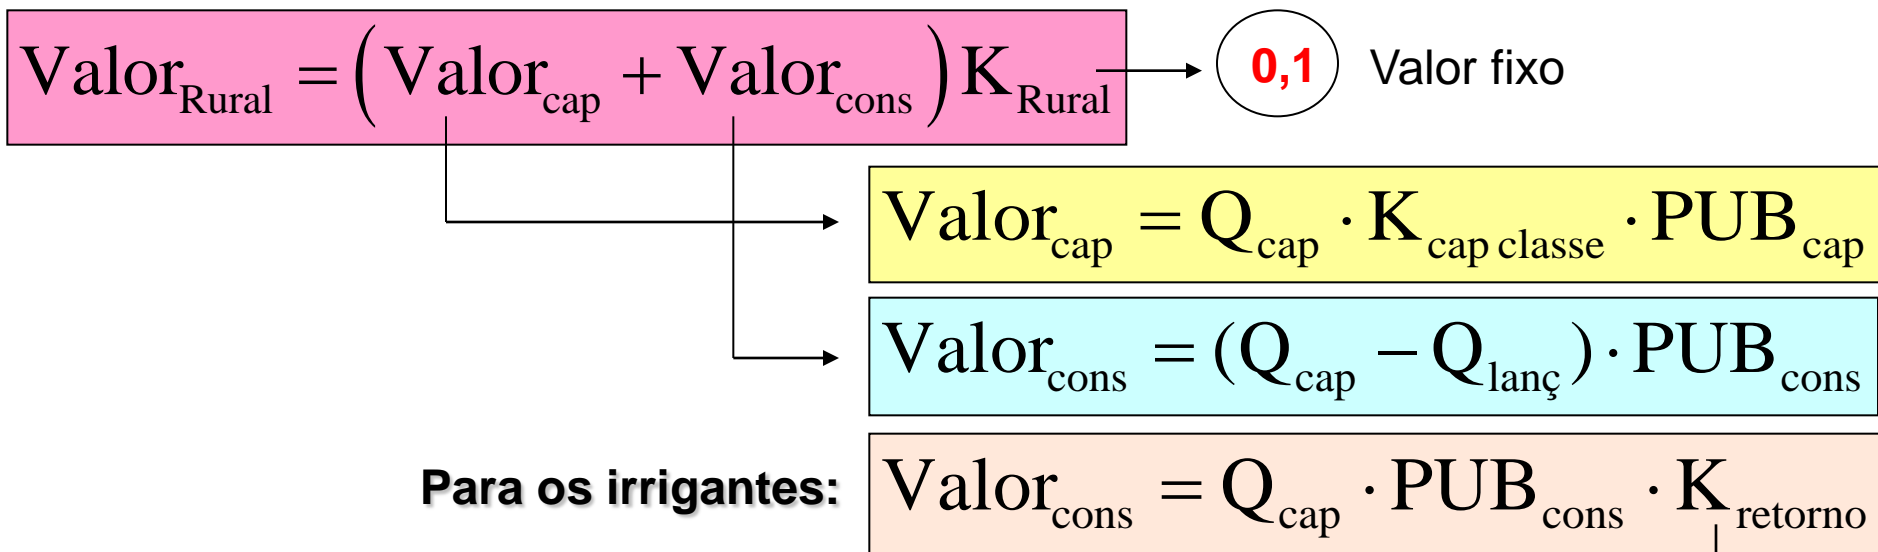 Valor_Rural = (Valor_cap + Valor_cons) K_Rural 0,1 Valor fixo
Valor_cap = Q_cap · K_cap classe · PUB_cap
Valor_cons = (Q_cap − Q_lanç) · PUB_cons
Para os irrigantes: Valor_cons = Q_cap · PUB_cons · K_retorno